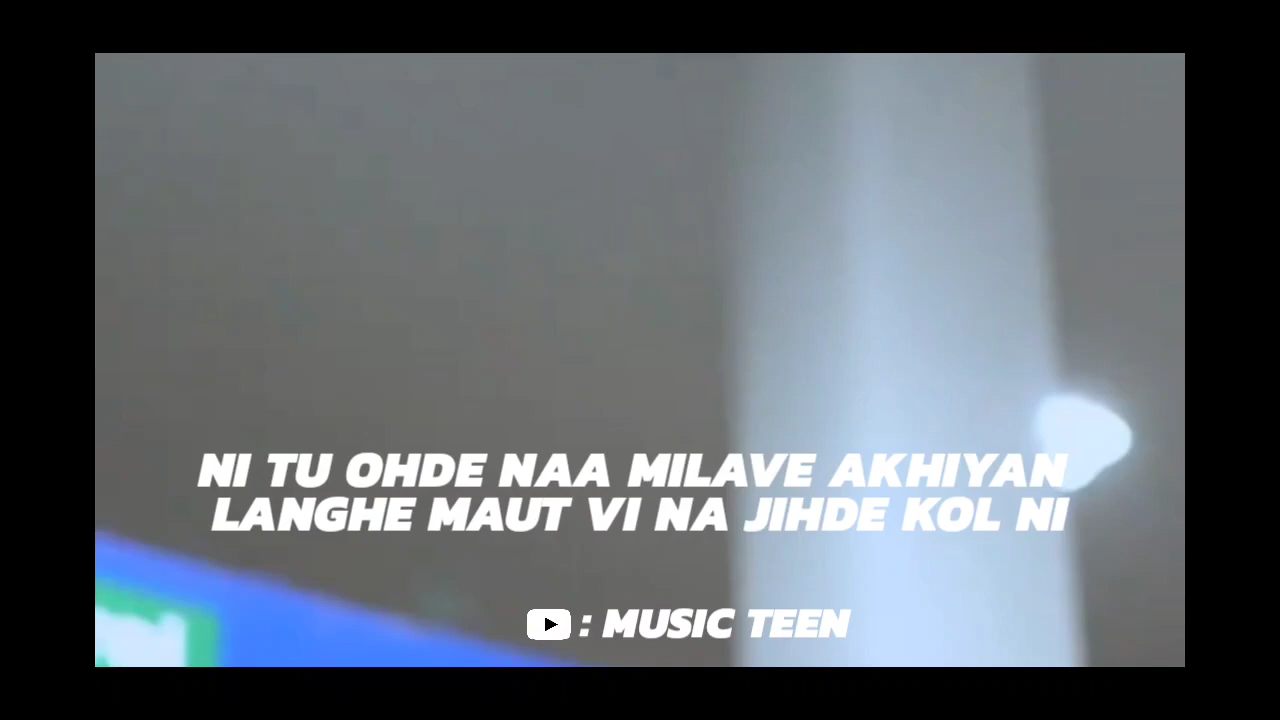 NI TU OHDE NAA MILAVE AKHIYAN
LANGHE MAUT VI NA JIHDE KOL NI
: MUSIC TEEN